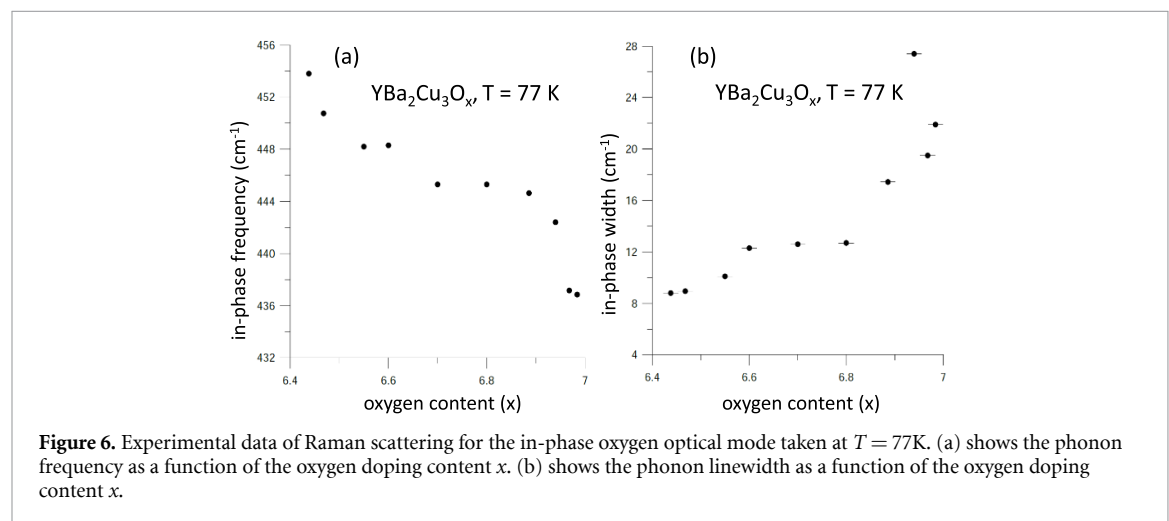 (a)
YBa₂Cu₃Oₓ, T = 77 K
in-phase frequency (cm⁻¹)
456
452
448
444
440
436
432
6.4
6.6
6.8
7
oxygen content (x)
(b)
YBa₂Cu₃Oₓ, T = 77 K
in-phase width (cm⁻¹)
28
24
20
16
12
8
4
6.4
6.6
6.8
7
oxygen content (x)
Figure 6. Experimental data of Raman scattering for the in-phase oxygen optical mode taken at T = 77K. (a) shows the phonon
frequency as a function of the oxygen doping content x. (b) shows the phonon linewidth as a function of the oxygen doping
content x.